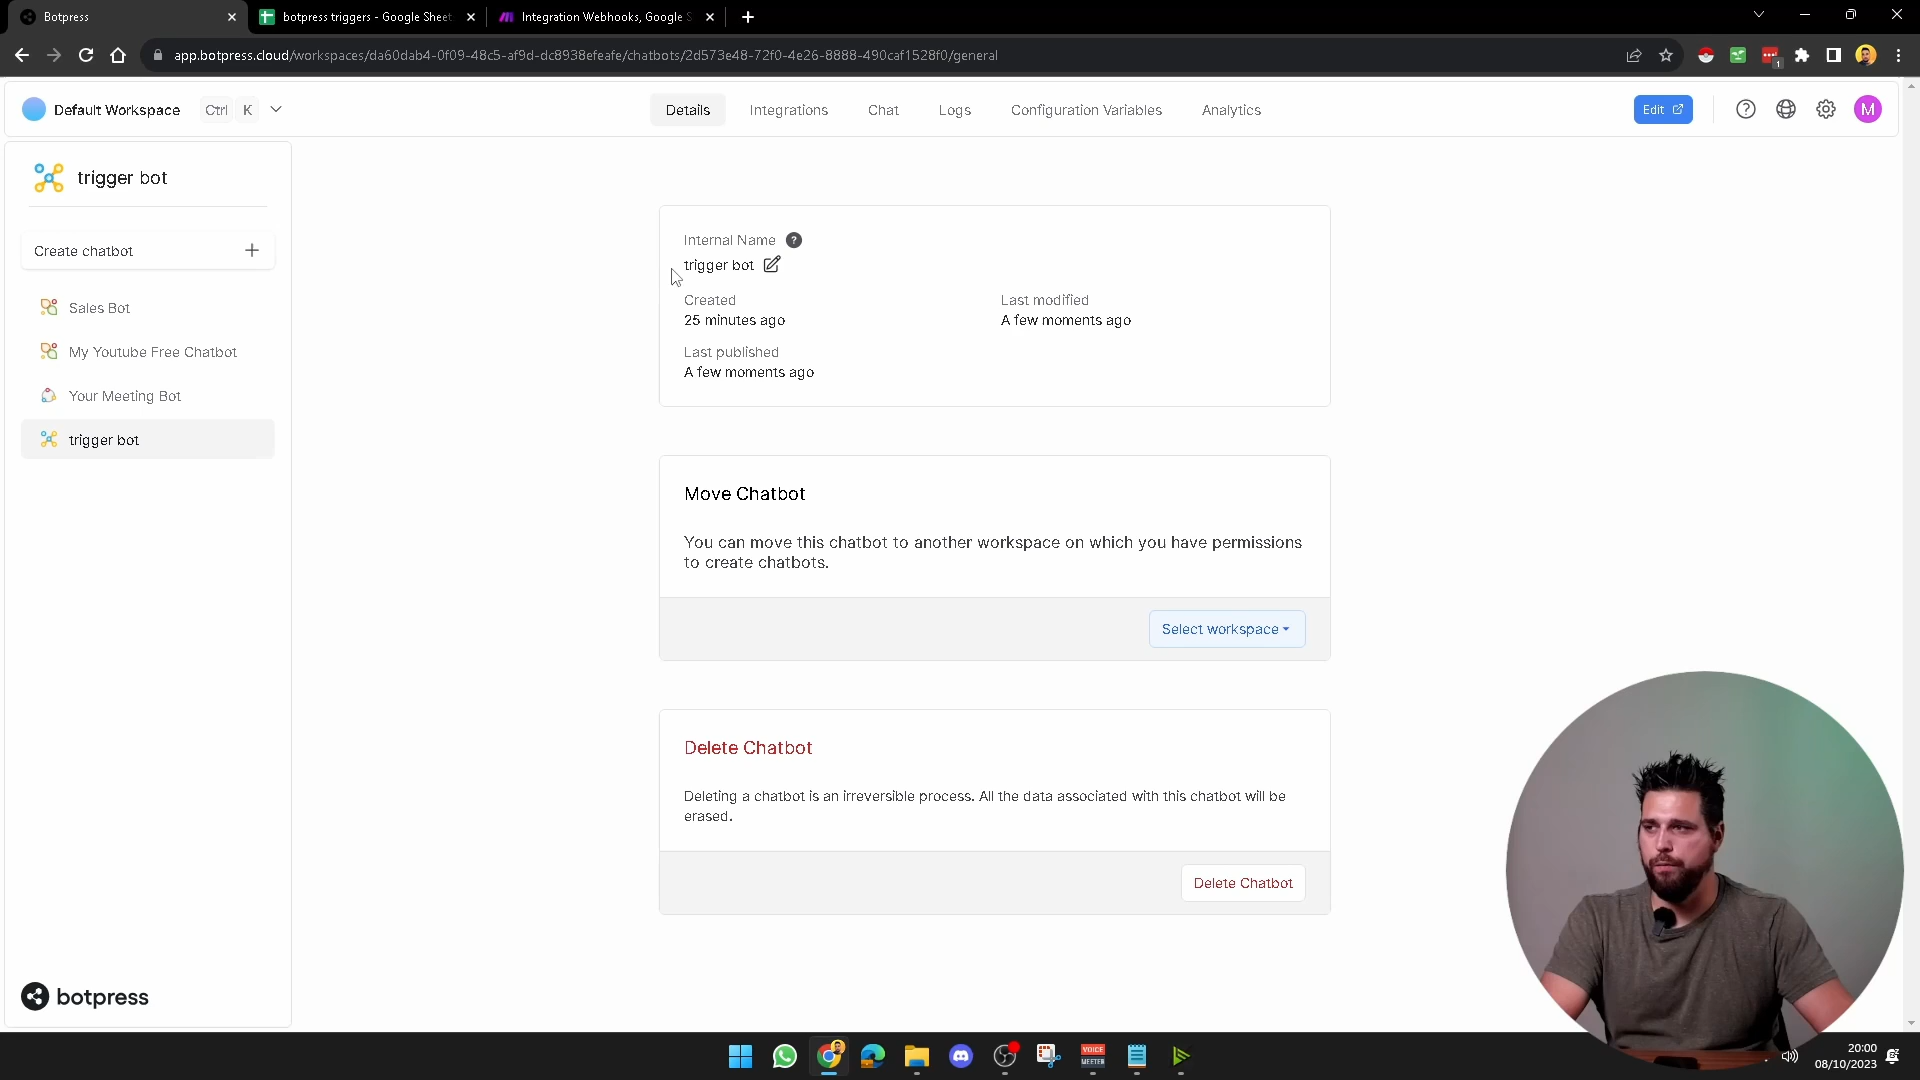 Botpress
botpress triggers - Google Sheet
Integration Webhooks, Google S
app.botpress.cloud/workspaces/da60dab4-0f09-48c5-af9d-dc8938efeafe/chatbots/2d573e48-72f0-4e26-8888-490caf1528f0/general
1
Default Workspace
Ctrl K
Details
Integrations
Chat
Logs
Configuration Variables
Analytics
Edit
M
trigger bot
Create chatbot
Sales Bot
My Youtube Free Chatbot
Your Meeting Bot
trigger bot
botpress
Internal Name
trigger bot
Created
25 minutes ago
Last modified
A few moments ago
Last published
A few moments ago
Move Chatbot
You can move this chatbot to another workspace on which you have permissions
to create chatbots.
Select workspace
Delete Chatbot
Deleting a chatbot is an irreversible process. All the data associated with this chatbot will be
erased.
Delete Chatbot
VOICE
MEETER
20:00
08/10/2023